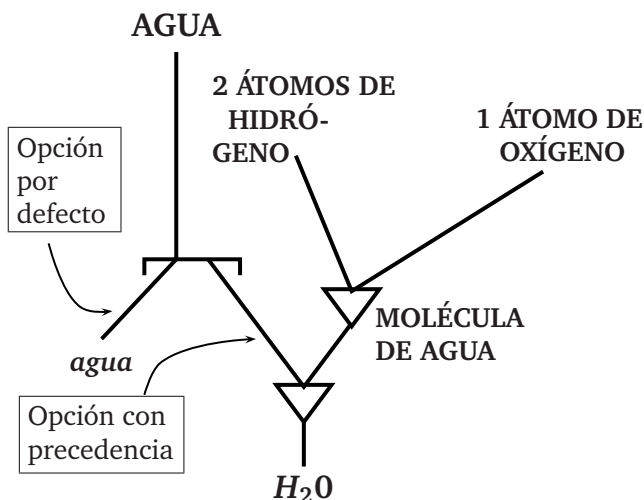 AGUA
2 ÁTOMOS DE
HIDRÓ-
GENO
1 ÁTOMO DE
OXÍGENO
Opción
por
defecto
MOLÉCULA
DE AGUA
agua
Opción con
precedencia
H₂0